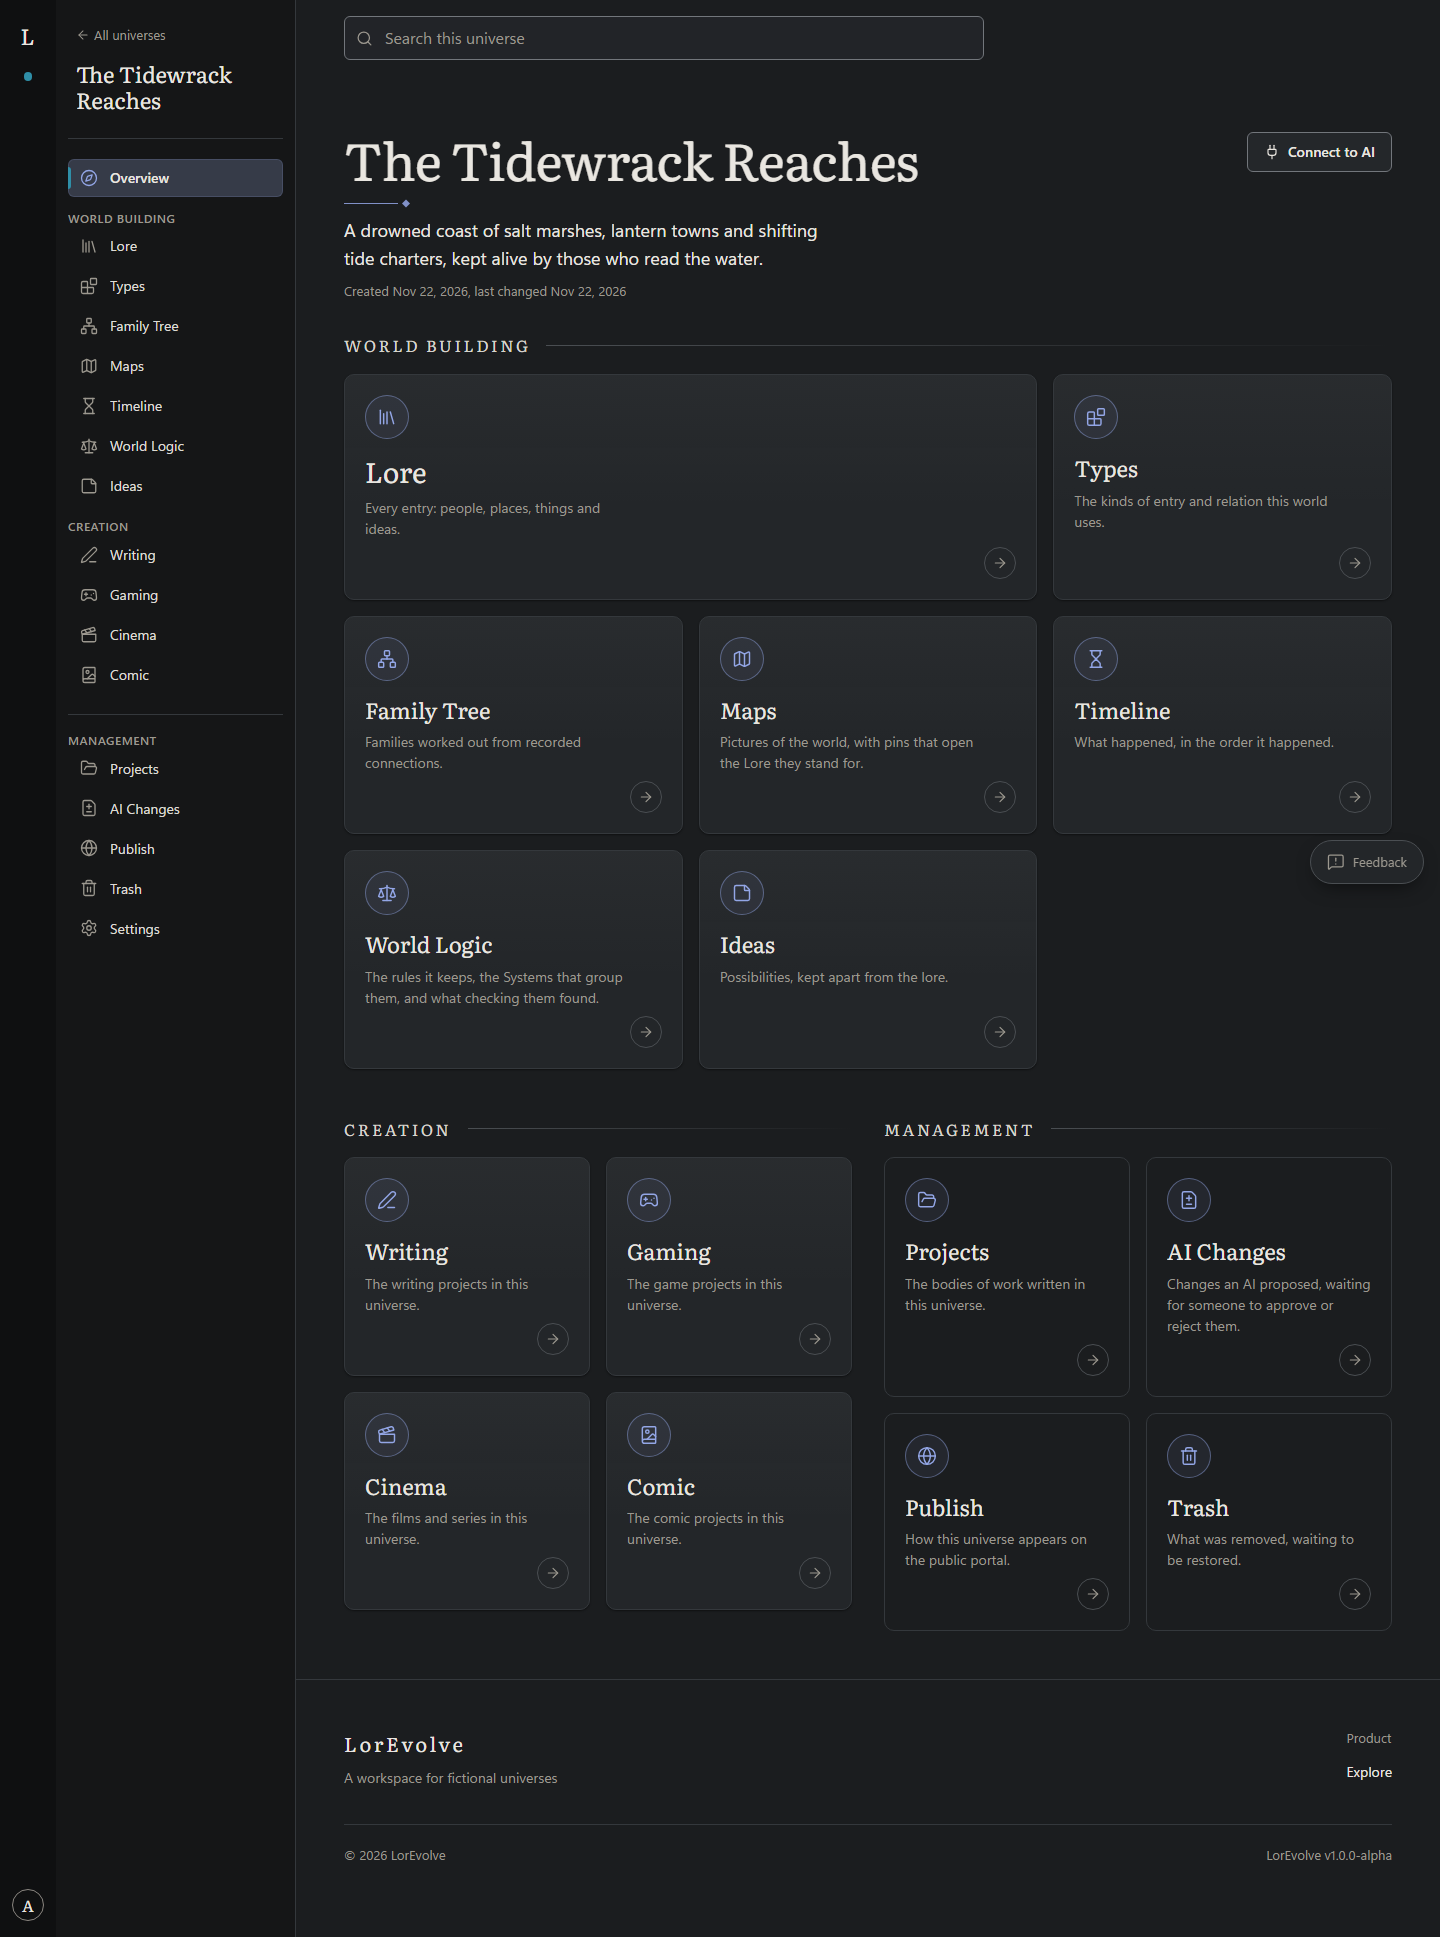 L
All universes
The Tidewrack
Reaches
Overview
WORLD BUILDING
Lore
Types
Family Tree
Maps
Timeline
World Logic
Ideas
CREATION
Writing
Gaming
Cinema
Comic
MANAGEMENT
Projects
AI Changes
Publish
Trash
Settings
A
Search this universe
The Tidewrack Reaches
Connect to AI
A drowned coast of salt marshes, lantern towns and shifting
tide charters, kept alive by those who read the water.
Created Nov 22, 2026, last changed Nov 22, 2026
WORLD BUILDING
Lore
Every entry: people, places, things and
ideas.
Types
The kinds of entry and relation this world
uses.
Family Tree
Families worked out from recorded
connections.
Maps
Pictures of the world, with pins that open
the Lore they stand for.
Timeline
What happened, in the order it happened.
Feedback
World Logic
The rules it keeps, the Systems that group
them, and what checking them found.
Ideas
Possibilities, kept apart from the lore.
CREATION
Writing
The writing projects in this
universe.
Gaming
The game projects in this
universe.
Cinema
The films and series in this
universe.
Comic
The comic projects in this
universe.
MANAGEMENT
Projects
The bodies of work written in
this universe.
AI Changes
Changes an AI proposed, waiting
for someone to approve or
reject them.
Publish
How this universe appears on
the public portal.
Trash
What was removed, waiting to
be restored.
LorEvolve
A workspace for fictional universes
Product
Explore
© 2026 LorEvolve
LorEvolve v1.0.0-alpha